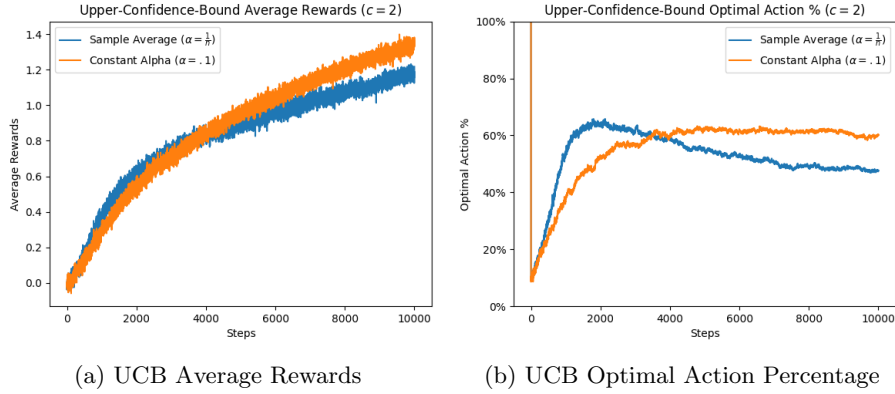 Upper-Confidence-Bound Average Rewards (c = 2)
Sample Average (α = 1/n)
Constant Alpha (α = . 1)
1.4
1.2
1.0
0.8
0.6
0.4
0.2
0.0
Average Rewards
0 2000 4000 6000 8000 10000
Steps
(a) UCB Average Rewards
Upper-Confidence-Bound Optimal Action % (c = 2)
Sample Average (α = 1/n)
Constant Alpha (α = . 1)
100%
80%
60%
40%
20%
0%
Optimal Action %
0 2000 4000 6000 8000 10000
Steps
(b) UCB Optimal Action Percentage